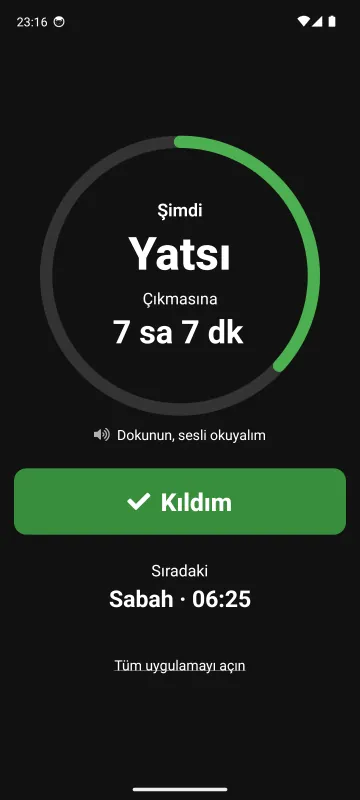 23:16
Şimdi
Yatsı
Çıkmasına
7 sa 7 dk
Dokunun, sesli okuyalım
Kıldım
Sıradaki
Sabah · 06:25
Tüm uygulamayı açın